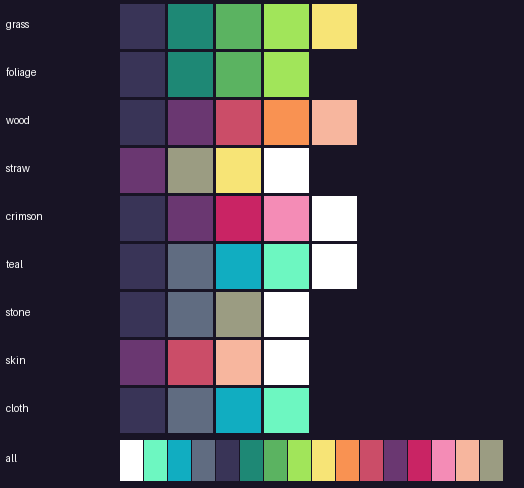 grass
foliage
wood
straw
crimson
teal
stone
skin
cloth
all